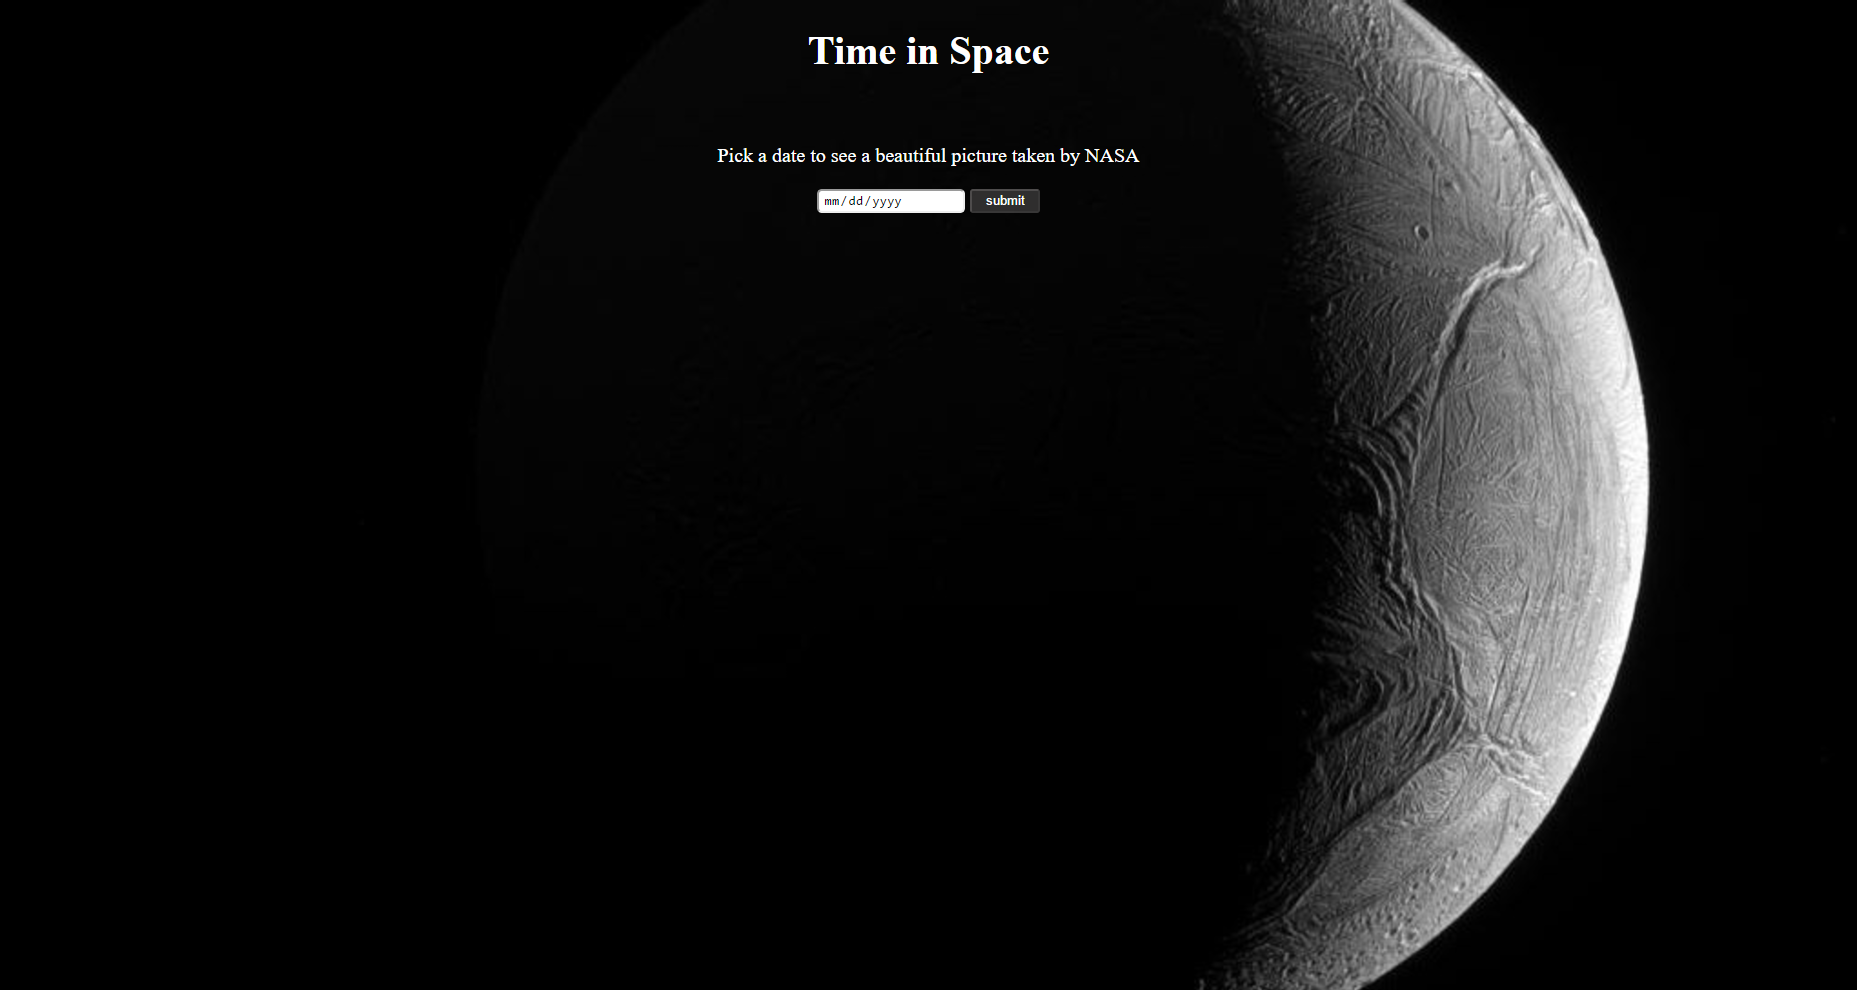 Time in Space
Pick a date to see a beautiful picture taken by NASA
mm/dd/yyyy submit